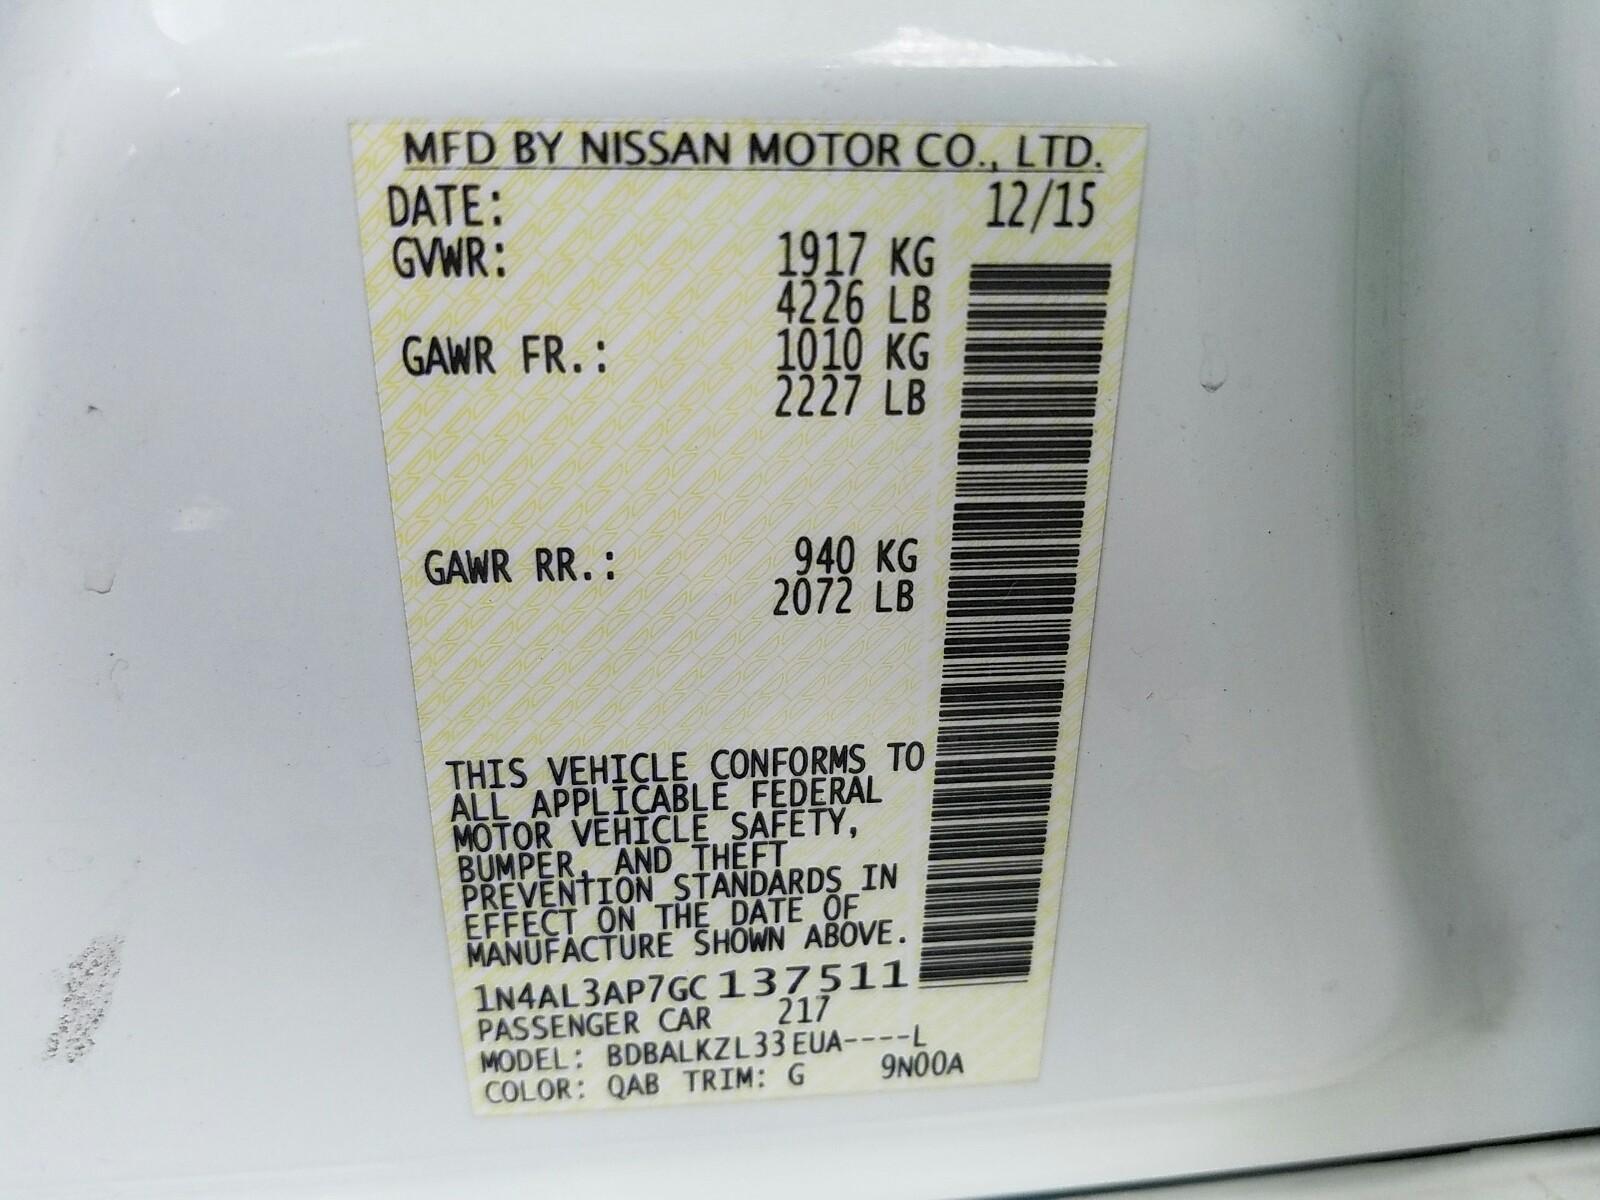 MFD BY NISSAN MOTOR CO., LTD.
DATE: 12/15
GVWR: 1917 KG
4226 LB
GAWR FR.: 1010 KG
2227 LB
GAWR RR.: 940 KG
2072 LB
THIS VEHICLE CONFORMS TO
ALL APPLICABLE FEDERAL
MOTOR VEHICLE SAFETY,
BUMPER, AND THEFT
PREVENTION STANDARDS IN
EFFECT ON THE DATE OF
MANUFACTURE SHOWN ABOVE.
1N4AL3AP7GC137511
PASSENGER CAR 217
MODEL: BDBALKZL33EUA----L
COLOR: QAB TRIM: G 9N00A